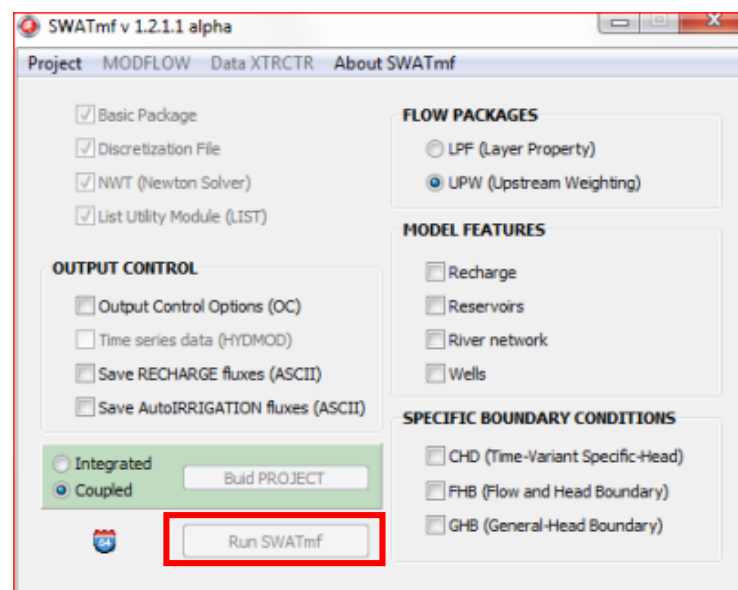 SWATmf v 1.2.1.1 alpha
Project MODFLOW Data XTRCTR About SWATmf
Basic Package
Discretization File
NWT (Newton Solver)
List Utility Module (LIST)
OUTPUT CONTROL
Output Control Options (OC)
Time series data (HYDMOD)
Save RECHARGE fluxes (ASCII)
Save AutoIRRIGATION fluxes (ASCII)
Integrated
Coupled
Buid PROJECT
64
Run SWATmf
FLOW PACKAGES
LPF (Layer Property)
UPW (Upstream Weighting)
MODEL FEATURES
Recharge
Reservoirs
River network
Wells
SPECIFIC BOUNDARY CONDITIONS
CHD (Time-Variant Specific-Head)
FHB (Flow and Head Boundary)
GHB (General-Head Boundary)